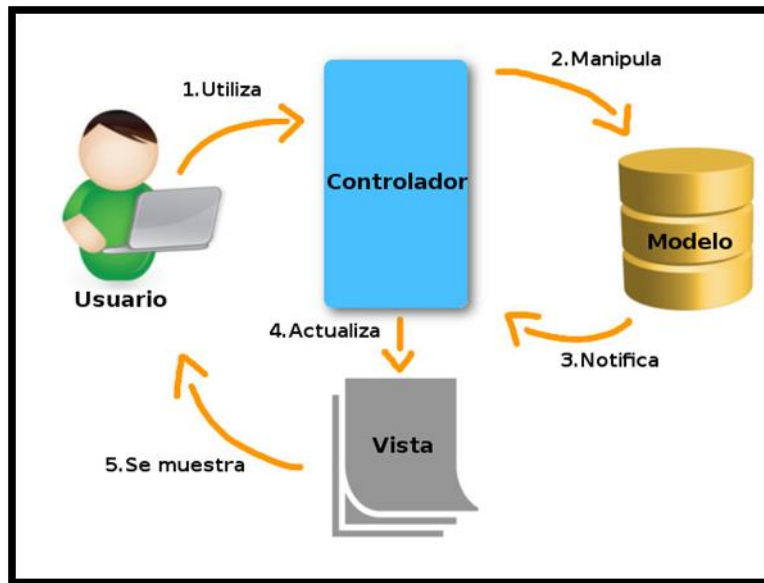 1.Utiliza
2.Manipula
Controlador
Modelo
Usuario
4.Actualiza
3.Notifica
Vista
5.Se muestra